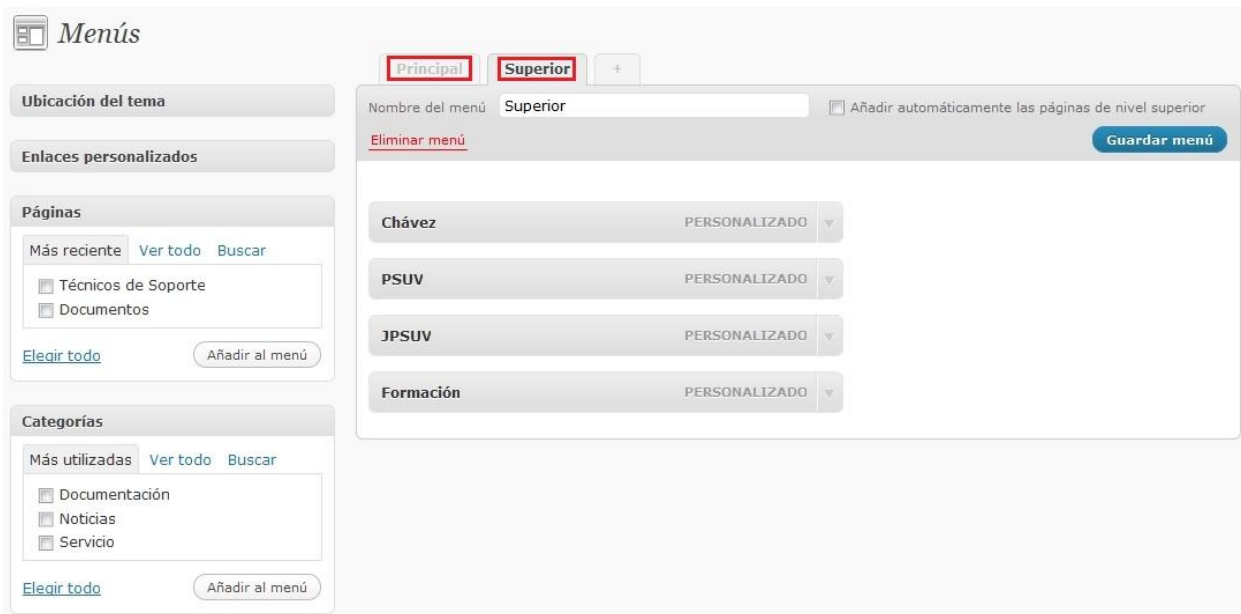 Menús
Ubicación del tema
Enlaces personalizados
Páginas
Más reciente Ver todo Buscar
Técnicos de Soporte
Documentos
Elegir todo Añadir al menú
Categorías
Más utilizadas Ver todo Buscar
Documentación
Noticias
Servicio
Elegir todo Añadir al menú
Principal Superior +
Nombre del menú Superior Añadir automáticamente las páginas de nivel superior
Eliminar menú Guardar menú
Chávez PERSONALIZADO
PSUV PERSONALIZADO
JPSUV PERSONALIZADO
Formación PERSONALIZADO